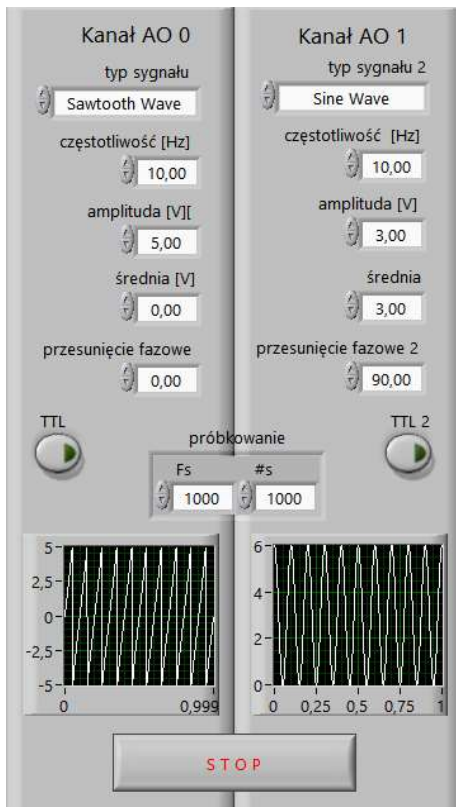 Kanał AO 0
typ sygnału
Sawtooth Wave
częstotliwość [Hz]
10,00
amplituda [V][
5,00
średnia [V]
0,00
przesunięcie fazowe
0,00
TTL
Kanał AO 1
typ sygnału 2
Sine Wave
częstotliwość [Hz]
10,00
amplituda [V]
3,00
średnia
3,00
przesunięcie fazowe 2
90,00
TTL 2
próbkowanie
Fs #s
1000 1000
5
2,5
0
-2,5
-5
0 0,999
6
4
2
0
0 0,25 0,5 0,75 1
STOP